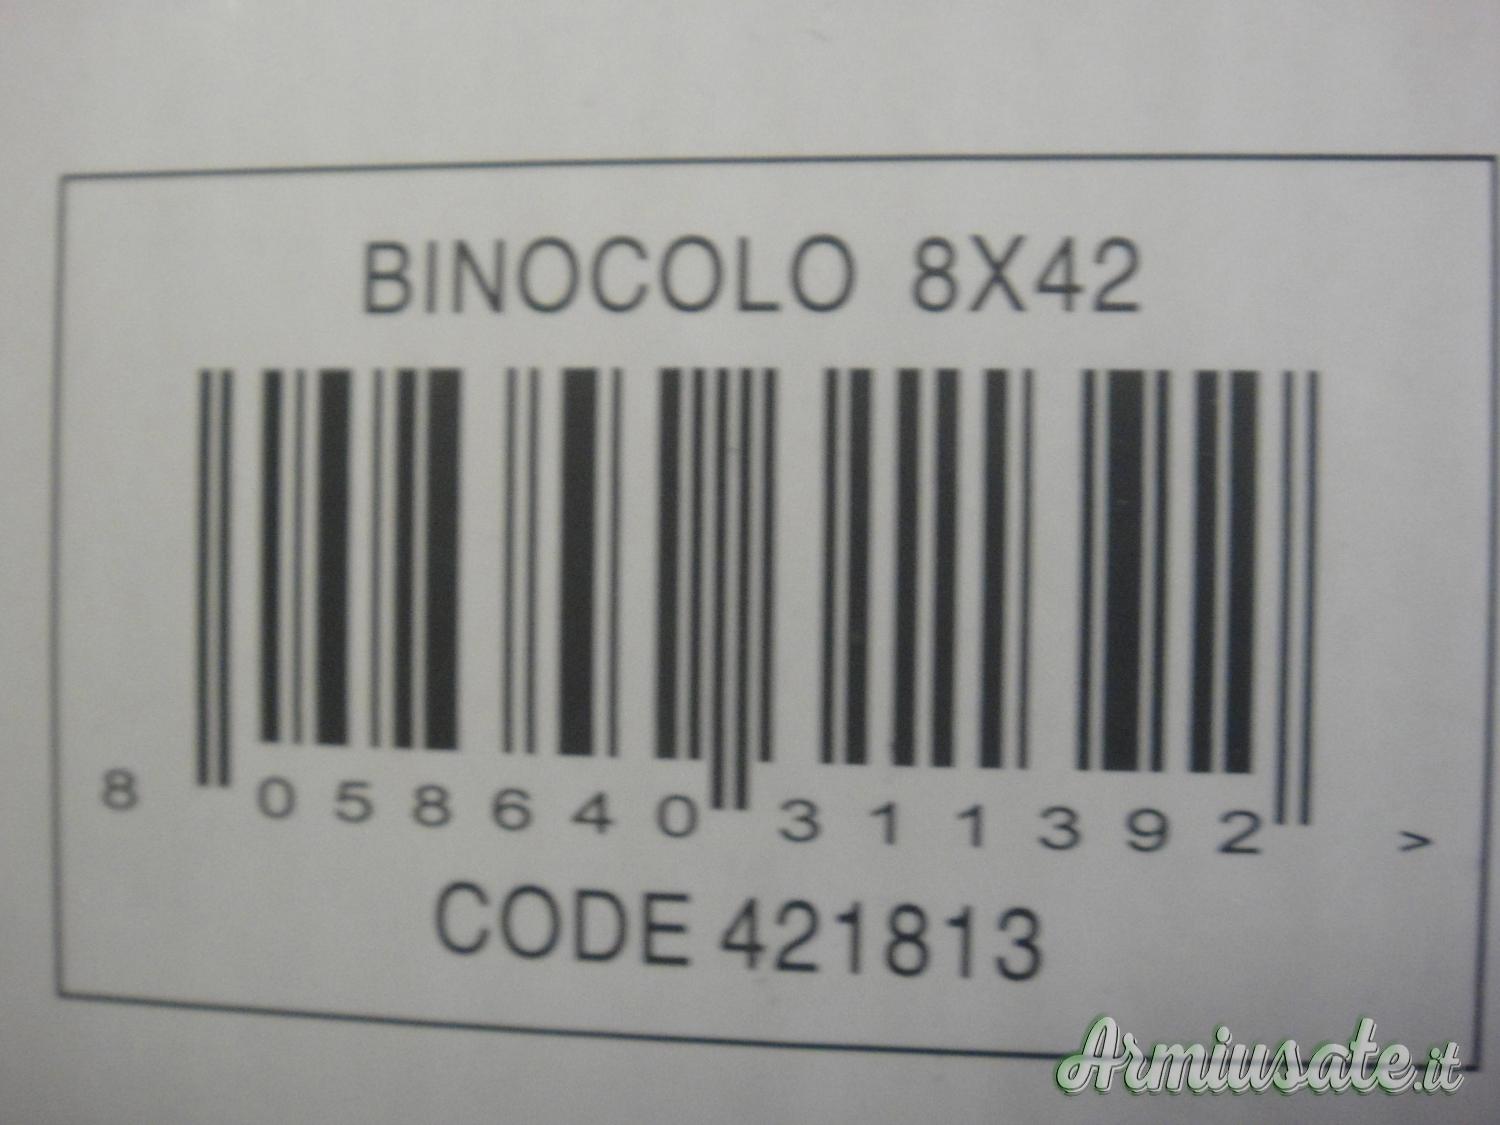 BINOCOLO 8X42
8 058640 311392 >
CODE 421813
Armiusate.it